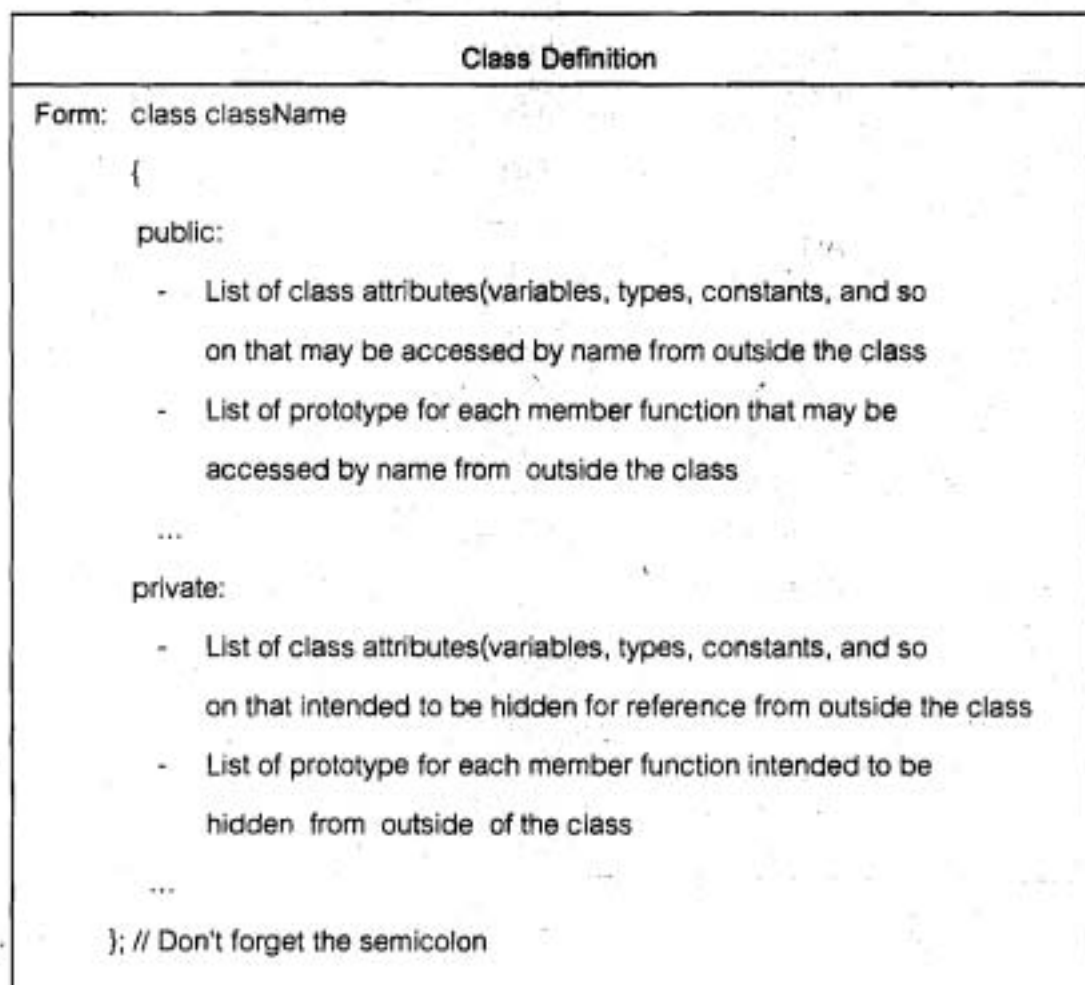 Class Definition
Form: class className
{
public:
- List of class attributes(variables, types, constants, and so
on that may be accessed by name from outside the class
- List of prototype for each member function that may be
accessed by name from outside the class
...
private:
- List of class attributes(variables, types, constants, and so
on that intended to be hidden for reference from outside the class
- List of prototype for each member function intended to be
hidden from outside of the class
...
}; // Don't forget the semicolon